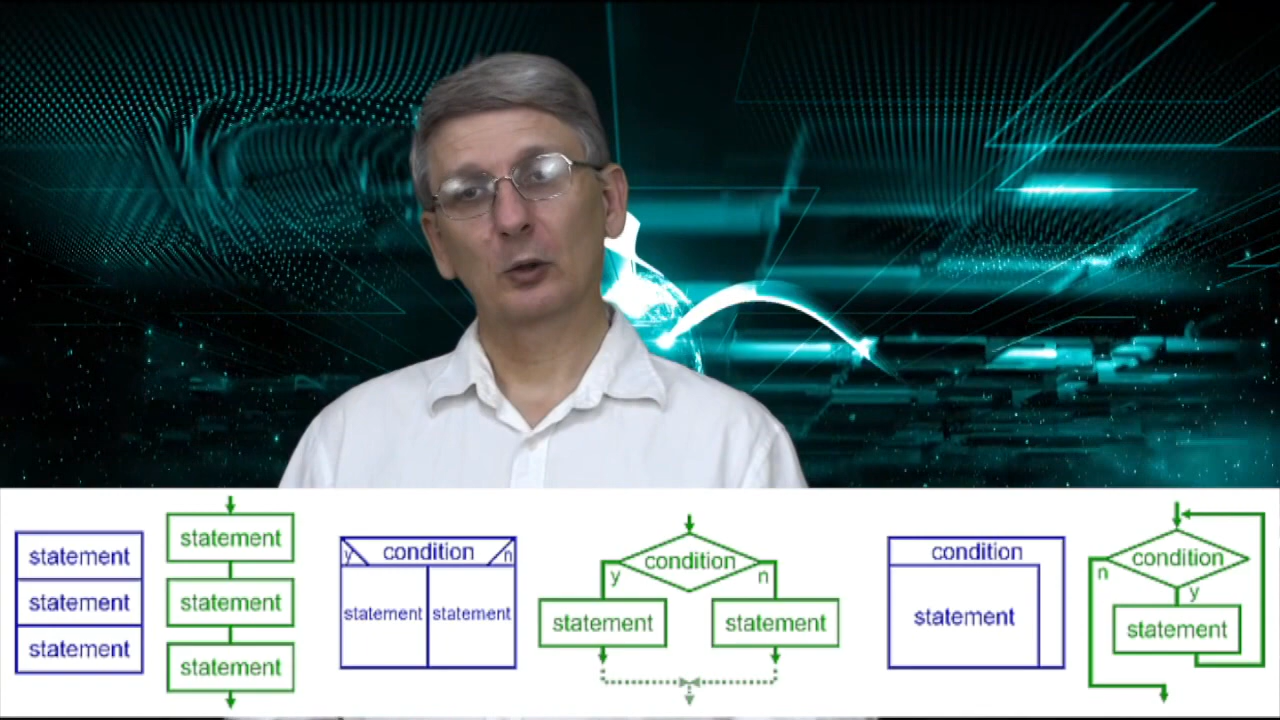 statement
statement
statement
statement
statement
statement
y condition n
statement statement
condition
y n
statement statement
condition
statement
condition
n
y
statement